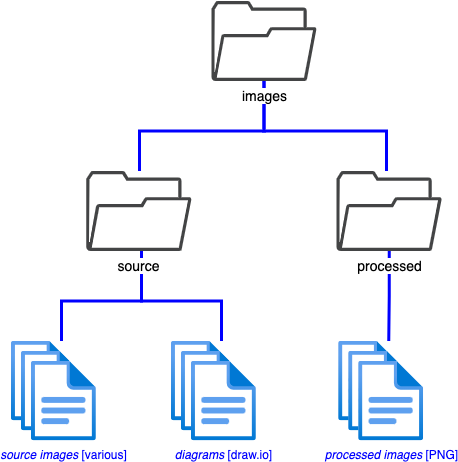 images
source
processed
source images [various]
diagrams [draw.io]
processed images [PNG]